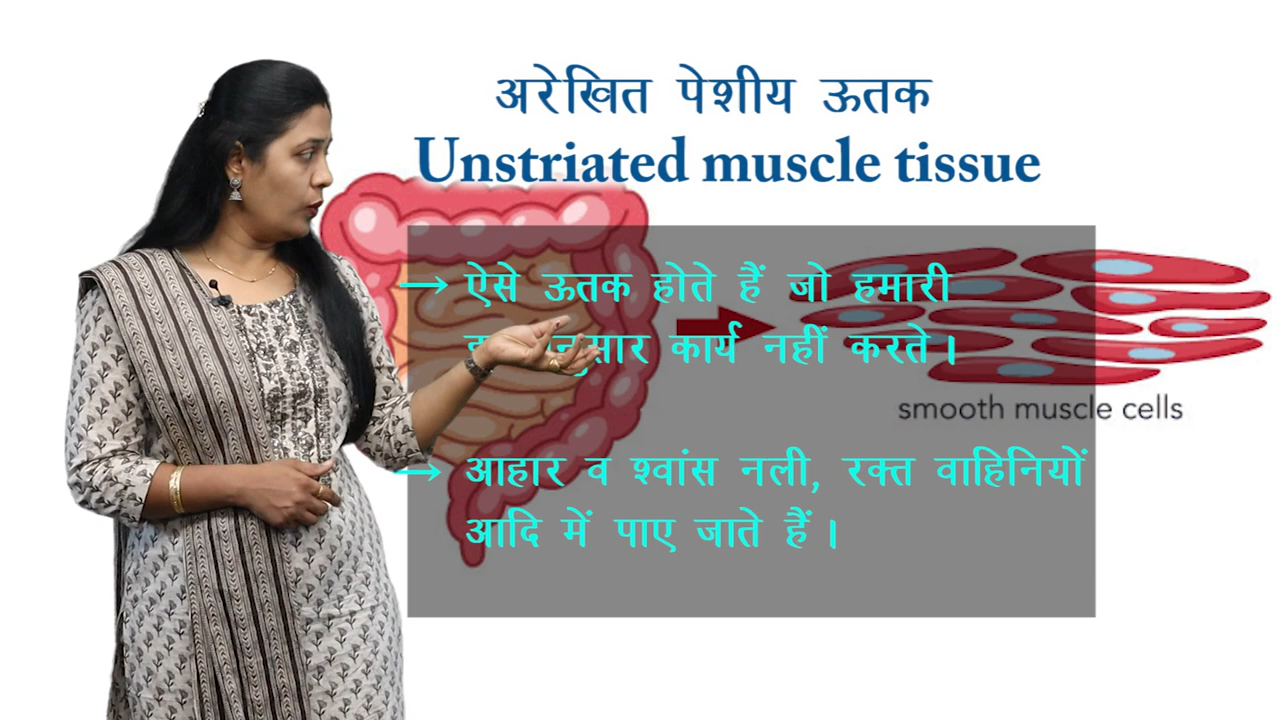 अरेखित पेशीय ऊतक
Unstriated muscle tissue
→ ऐसे ऊतक होते हैं जो हमारी
कार्य नहीं करते।
smooth muscle cells
→ आहार व श्वांस नली, रक्त वाहिनियों
आदि में पाए जाते हैं।